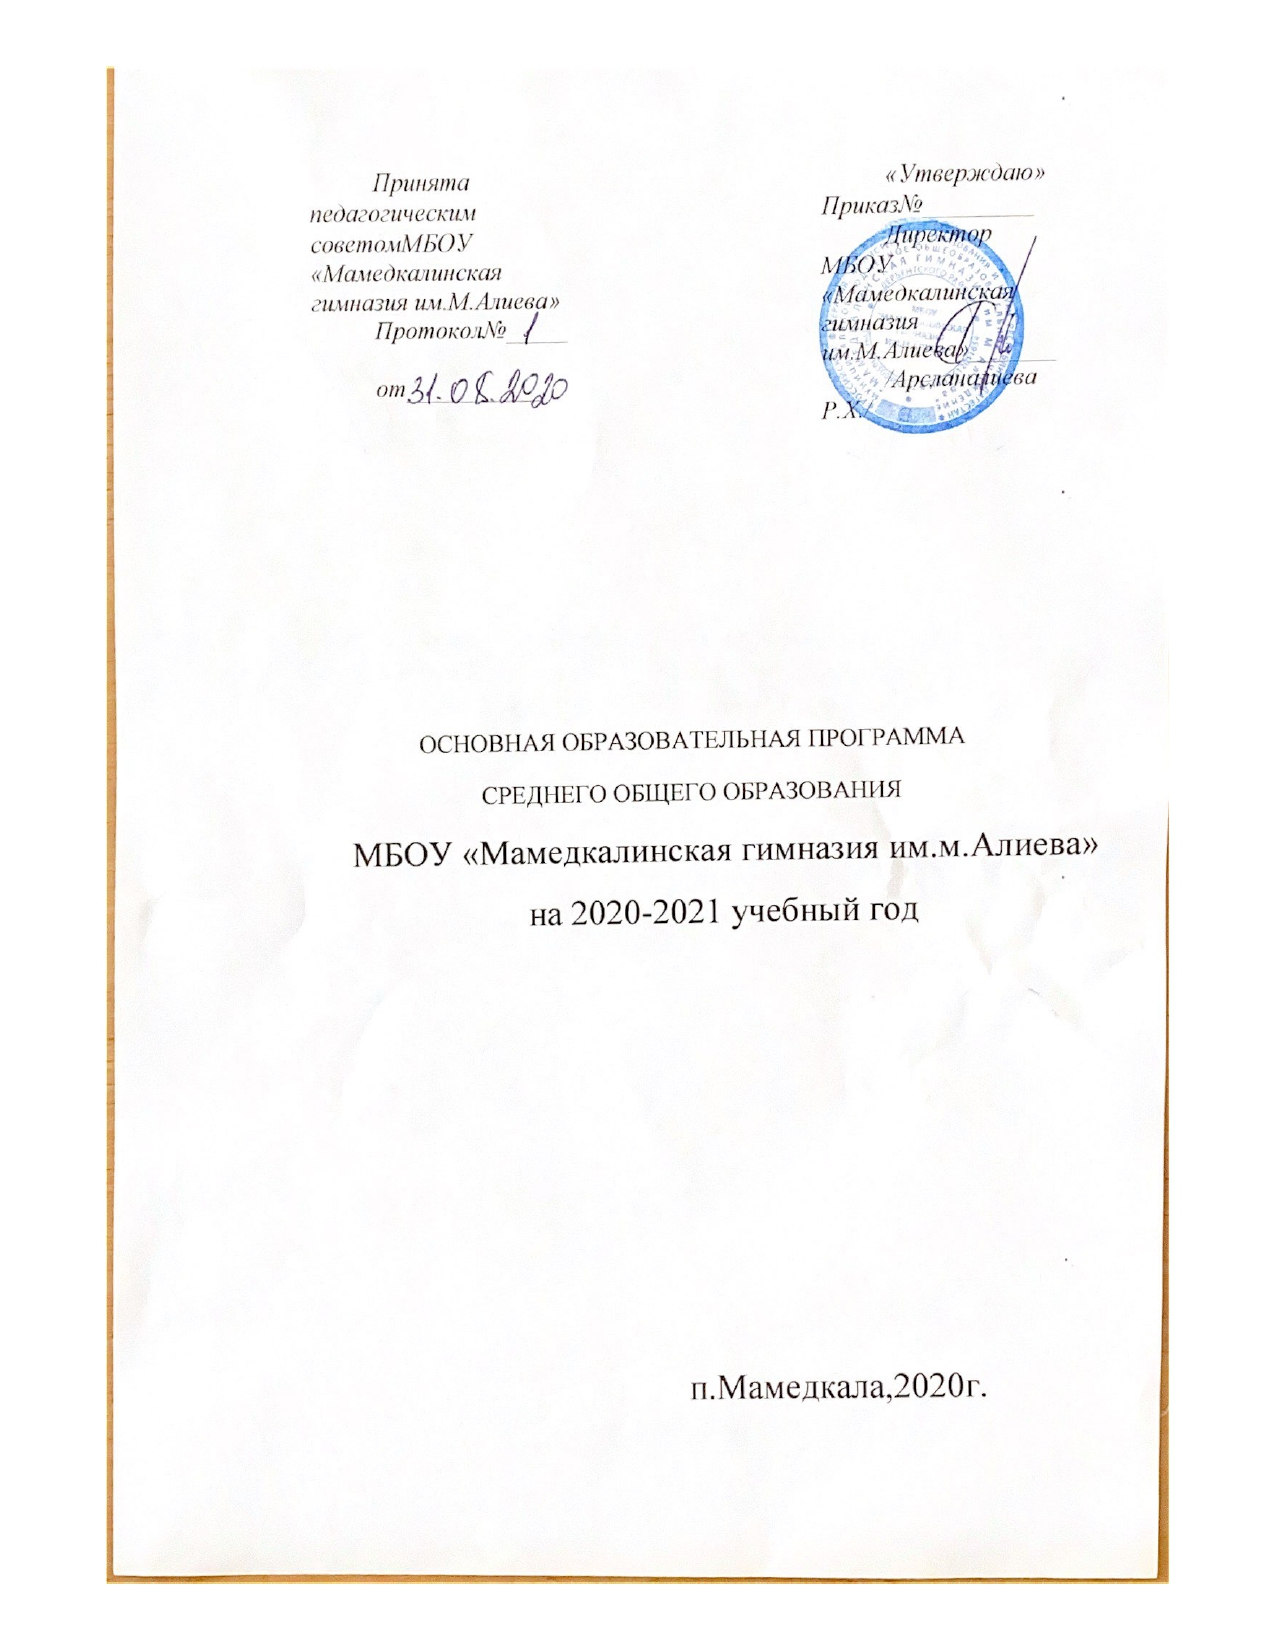 Принята
педагогическим
советомМБОУ
«Мамедкалинская
гимназия им.М.Алиева»
Протокол№ 1
от 31.08.2020
«Утверждаю»
Приказ№
Директор
МБОУ
«Мамедкалинская
гимназия
им.М.Алиева»
/Арсланалиева
Р.Х./
ОСНОВНАЯ ОБРАЗОВАТЕЛЬНАЯ ПРОГРАММА
СРЕДНЕГО ОБЩЕГО ОБРАЗОВАНИЯ
МБОУ «Мамедкалинская гимназия им.м.Алиева»
на 2020-2021 учебный год
п.Мамедкала,2020г.